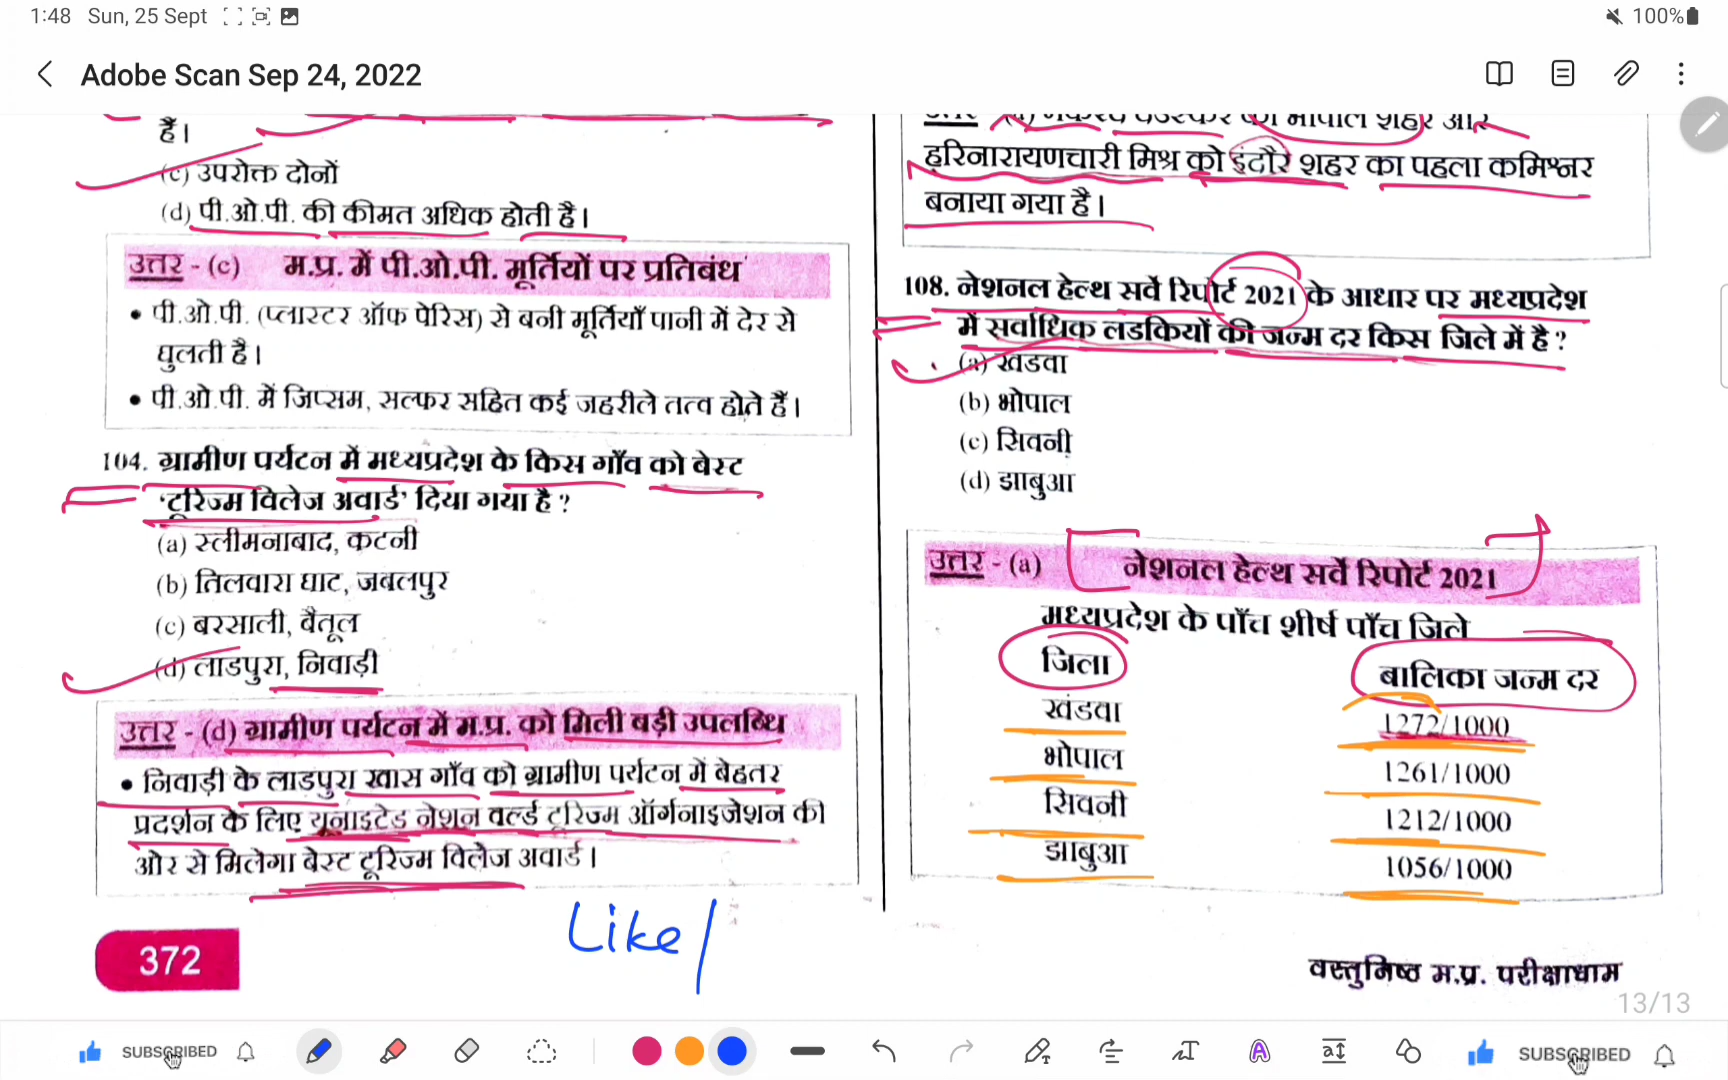 1:48 Sun, 25 Sept
100%
Adobe Scan Sep 24, 2022
हैं।
(c) उपरोक्त दोनों
(d) पी.ओ.पी. की कीमत अधिक होती है।
उत्तर - (c) म.प्र. में पी.ओ.पी. मूर्तियों पर प्रतिबंध
• पी.ओ.पी. (प्लास्टर ऑफ पेरिस) से बनी मूर्तियाँ पानी में देर से
घुलती है।
• पी.ओ.पी. में जिप्सम, सल्फर सहित कई जहरीले तत्व होते हैं।
104. ग्रामीण पर्यटन में मध्यप्रदेश के किस गाँव को बेस्ट
'टूरिज्म विलेज अवार्ड' दिया गया है ?
(a) स्लीमनाबाद, कटनी
(b) तिलवारा घाट, जबलपुर
(c) बरसाली, बैतूल
(d) लाडपुरा, निवाड़ी
उत्तर - (d) ग्रामीण पर्यटन में म.प्र. को मिली बड़ी उपलब्धि
• निवाड़ी के लाडपुरा खास गाँव को ग्रामीण पर्यटन में बेहतर
प्रदर्शन के लिए यूनाइटेड नेशन वर्ल्ड टूरिज्म ऑर्गनाइजेशन की
ओर से मिलेगा बेस्ट टूरिज्म विलेज अवार्ड।
Like/
372
उत्तर (a) को भोपाल शहर और
हरिनारायणचारी मिश्र को इंदौर शहर का पहला कमिश्नर
बनाया गया है।
108. नेशनल हेल्थ सर्वे रिपोर्ट 2021 के आधार पर मध्यप्रदेश
में सर्वाधिक लडकियों की जन्म दर किस जिले में है ?
(a) खंडवा
(b) भोपाल
(c) सिवनी
(d) झाबुआ
उत्तर - (a) नेशनल हेल्थ सर्वे रिपोर्ट 2021
मध्यप्रदेश के पाँच शीर्ष पाँच जिले
जिला बालिका जन्म दर
खंडवा 1272/1000
भोपाल 1261/1000
सिवनी 1212/1000
झाबुआ 1056/1000
वस्तुनिष्ठ म.प्र. परीक्षाधाम
13/13
SUBSCRIBED
SUBSCRIBED